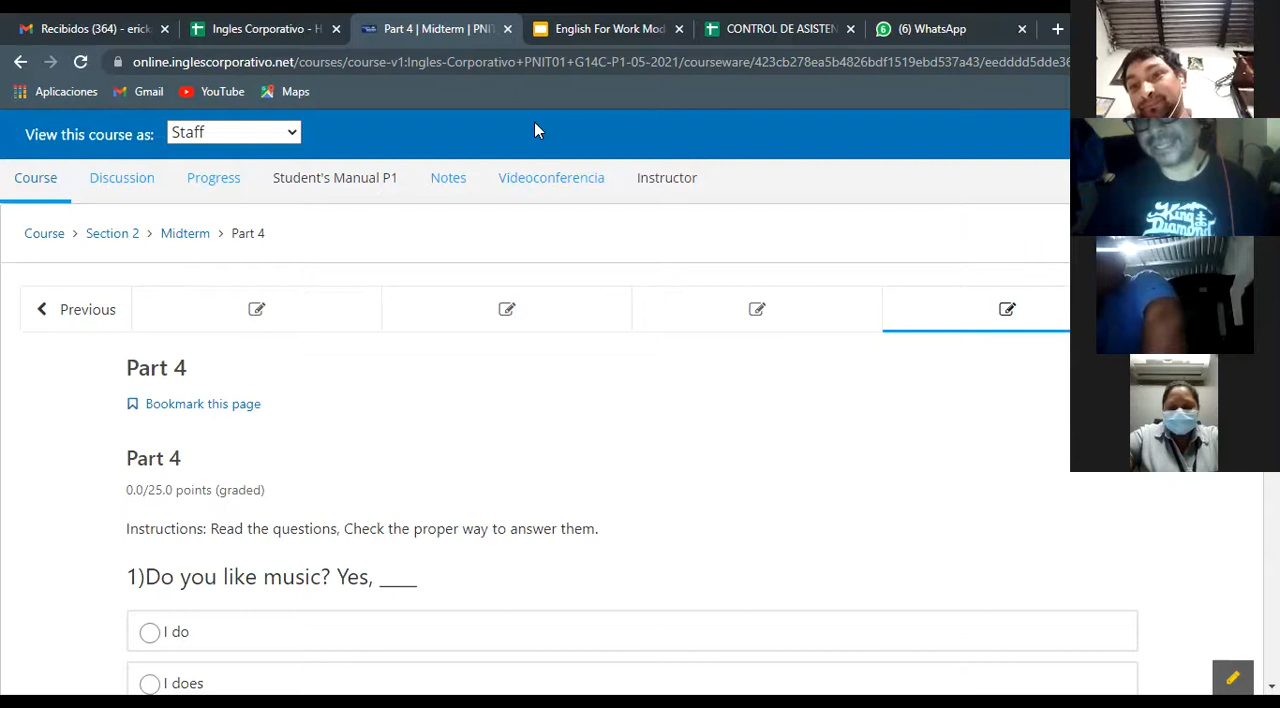 Recibidos (364) - erick
Ingles Corporativo - H
Part 4 | Midterm | PNI
English For Work Mod
CONTROL DE ASISTEN
6
(6) WhatsApp
online.inglescorporativo.net/courses/course-v1:Ingles-Corporativo+PNIT01+G14C-P1-05-2021/courseware/423cb278ea5b4826bdf1519ebd537a43/eedddd5dde36
Aplicaciones
Gmail
YouTube
Maps
View this course as:
Staff
Course
Discussion
Progress
Student's Manual P1
Notes
Videoconferencia
Instructor
Course > Section 2 > Midterm > Part 4
Previous
Part 4
Bookmark this page
Part 4
0.0/25.0 points (graded)
Instructions: Read the questions, Check the proper way to answer them.
1)Do you like music? Yes, ____
I do
I does
King
Diamond